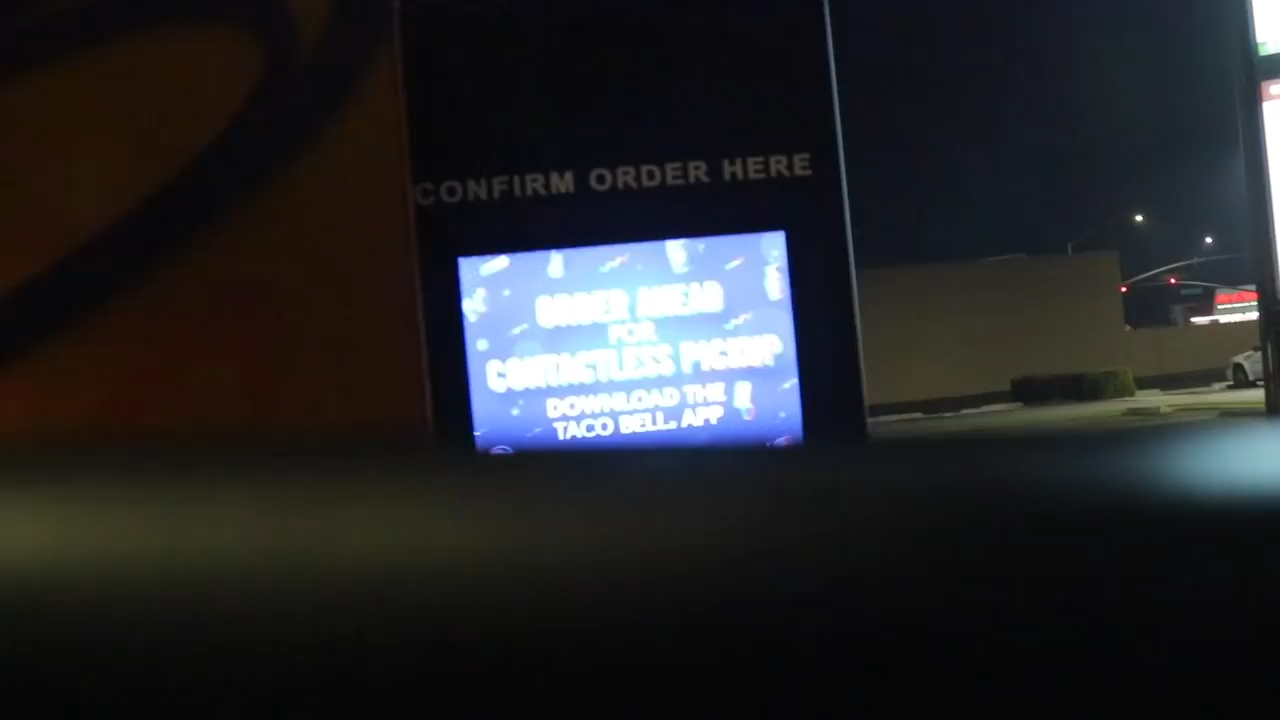 CONFIRM ORDER HERE
ORDER AHEAD
FOR
CONTACTLESS PICKUP
DOWNLOAD THE
TACO BELL. APP